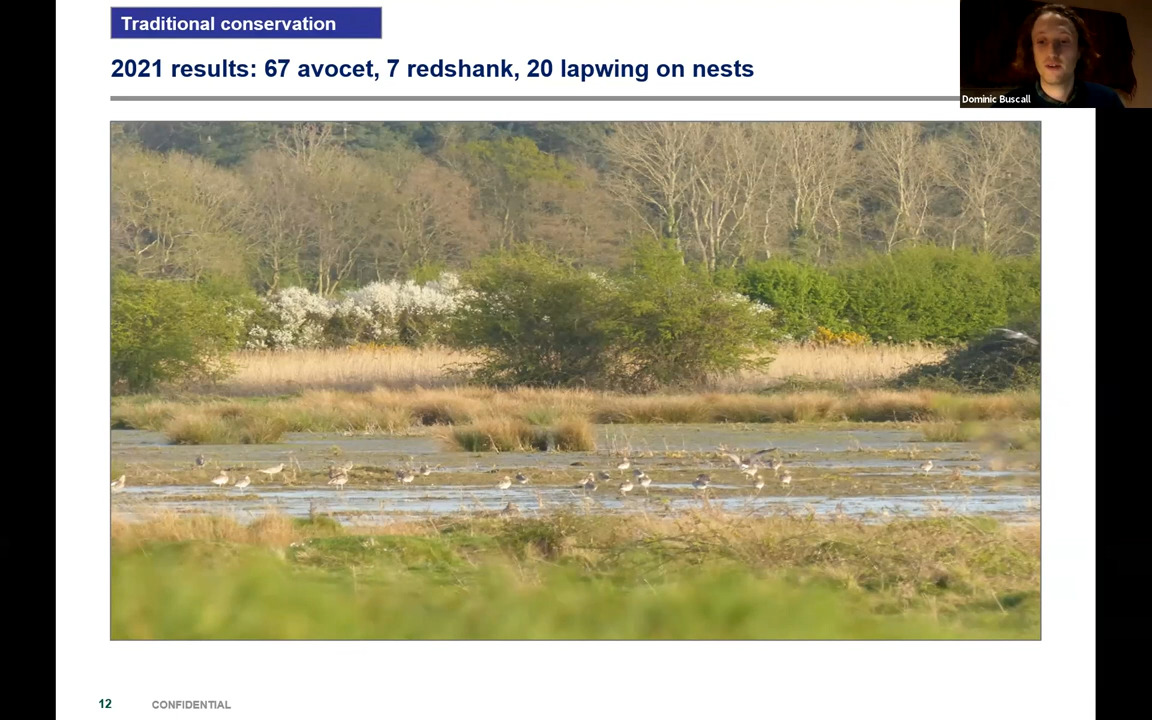 Traditional conservation
2021 results: 67 avocet, 7 redshank, 20 lapwing on nests
Dominic Buscall
12 CONFIDENTIAL